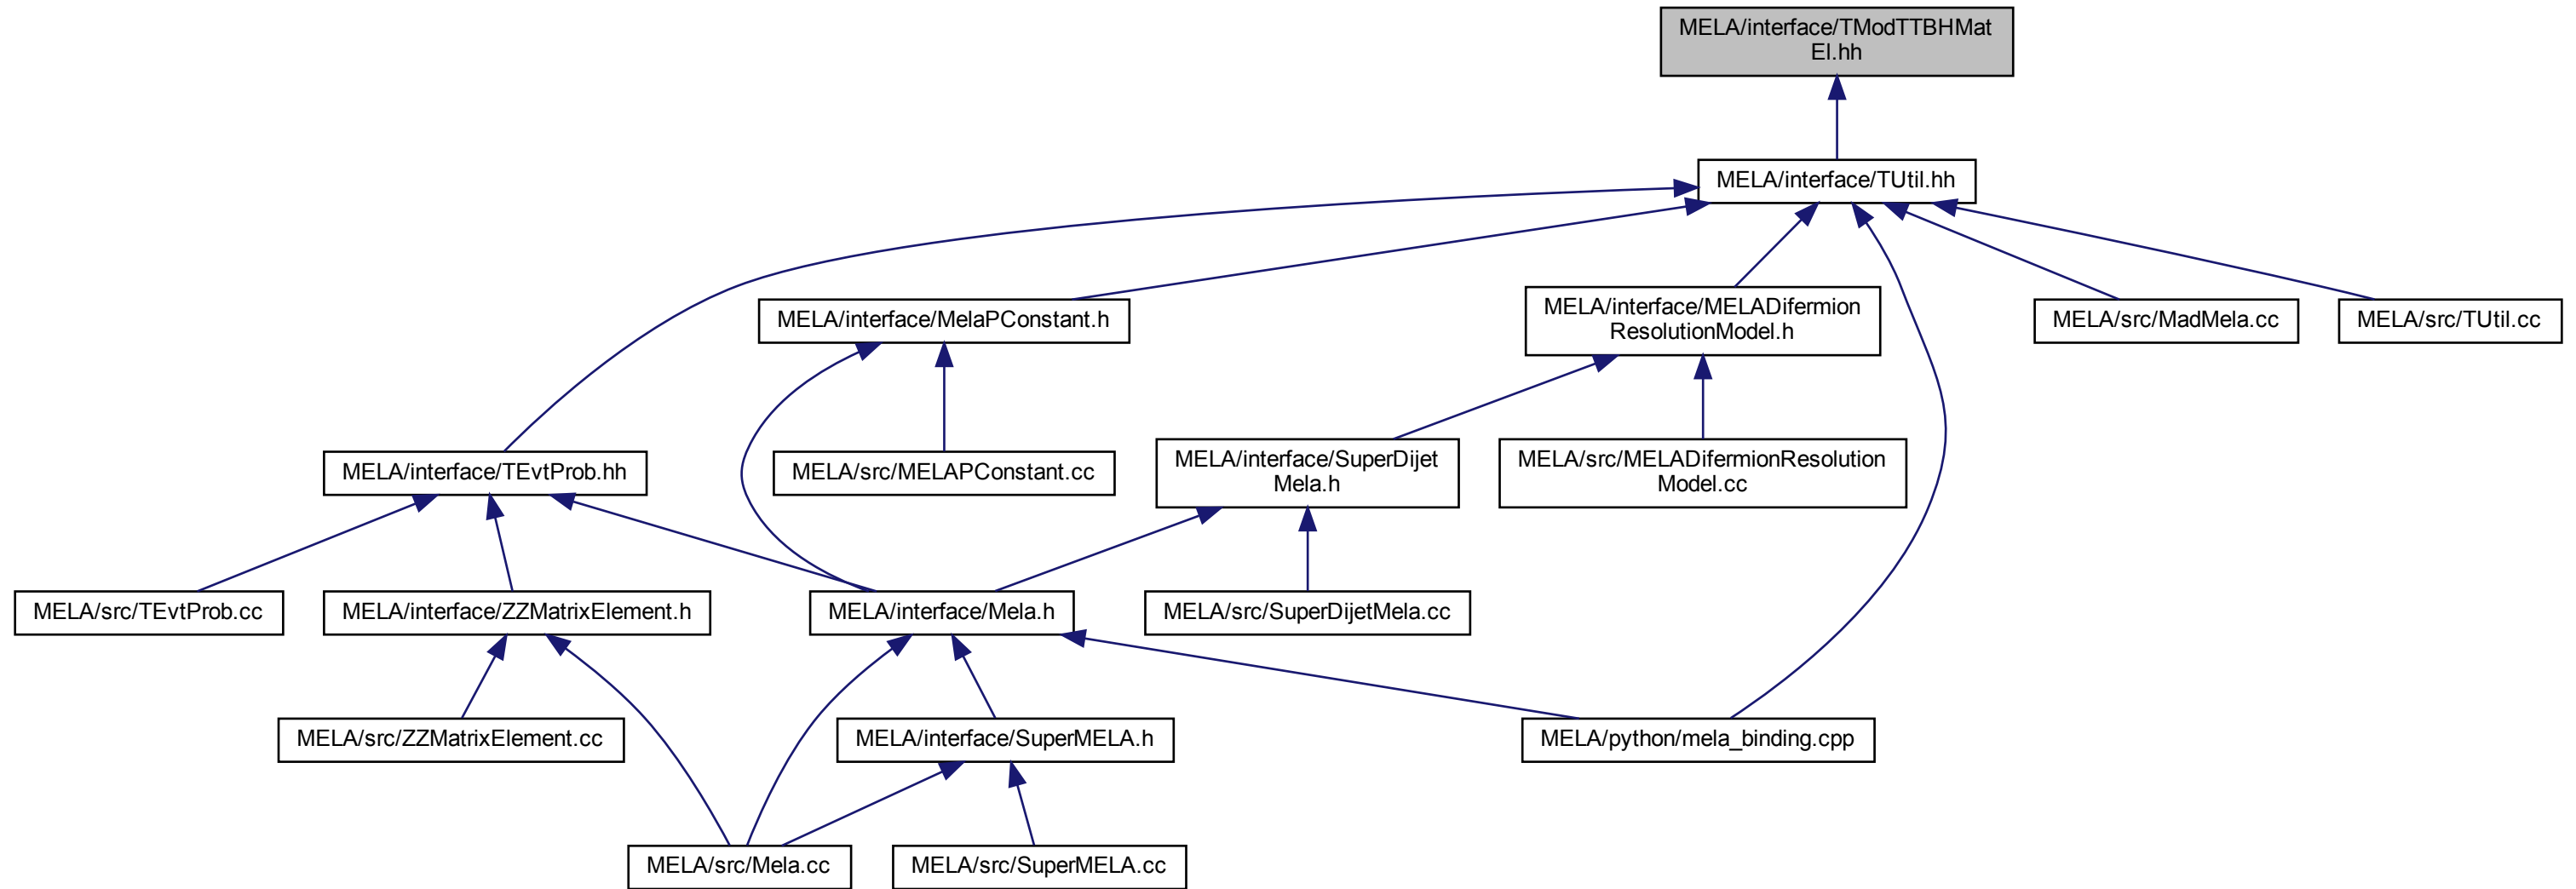 MELA/interface/TModTTBHMat
El.hh
MELA/interface/TUtil.hh
MELA/interface/MelaPConstant.h
MELA/interface/MELADifermion
ResolutionModel.h
MELA/src/MadMela.cc
MELA/src/TUtil.cc
MELA/interface/TEvtProb.hh
MELA/src/MELAPConstant.cc
MELA/interface/SuperDijet
Mela.h
MELA/src/MELADifermionResolution
Model.cc
MELA/src/TEvtProb.cc
MELA/interface/ZZMatrixElement.h
MELA/interface/Mela.h
MELA/src/SuperDijetMela.cc
MELA/src/ZZMatrixElement.cc
MELA/interface/SuperMELA.h
MELA/python/mela_binding.cpp
MELA/src/Mela.cc
MELA/src/SuperMELA.cc